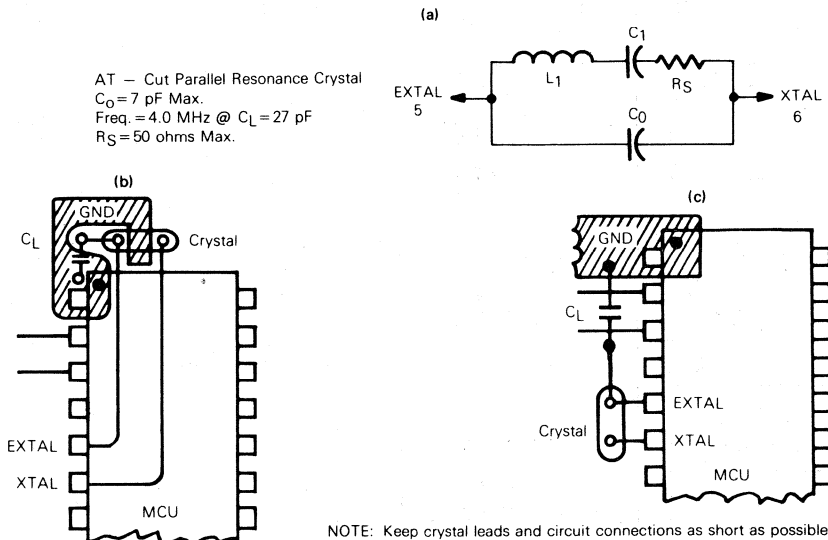 (a)
AT — Cut Parallel Resonance Crystal
C0 = 7 pF Max.
Freq. = 4.0 MHz @ CL = 27 pF
RS = 50 ohms Max.
C1
L1
RS
EXTAL
5
XTAL
6
C0
(b)
GND
CL
Crystal
EXTAL
XTAL
MCU
(c)
GND
CL
EXTAL
Crystal
XTAL
MCU
NOTE: Keep crystal leads and circuit connections as short as possible